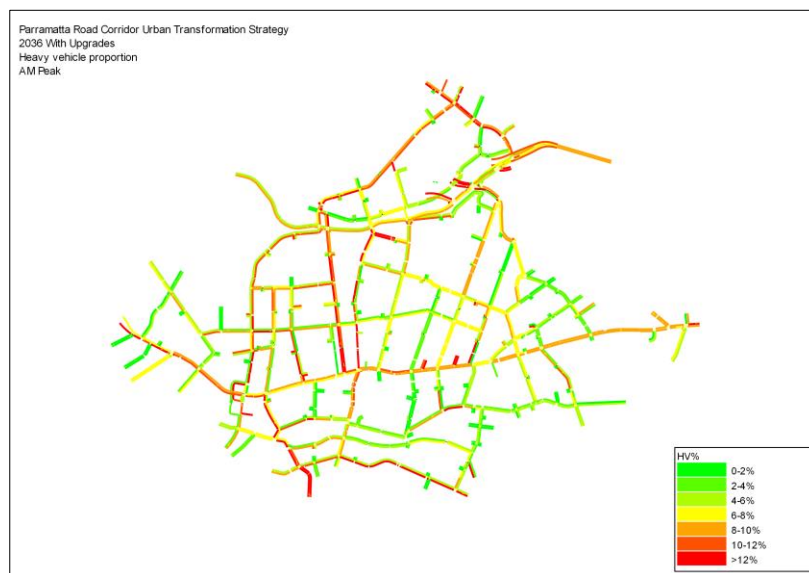 Parramatta Road Corridor Urban Transformation Strategy
2036 With Upgrades
Heavy vehicle proportion
AM Peak
HV%
0-2%
2-4%
4-6%
6-8%
8-10%
10-12%
>12%